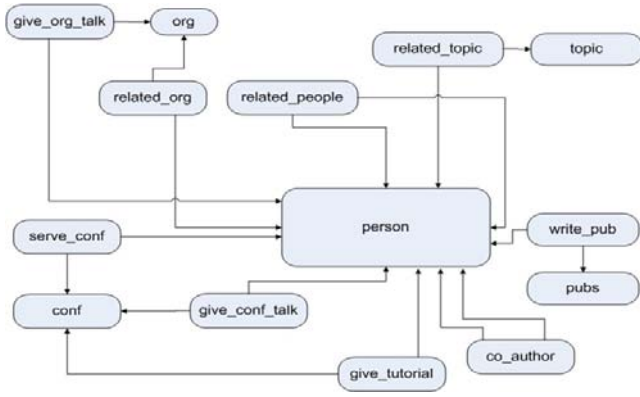 give_org_talk
org
related_topic
topic
related_org
related_people
person
serve_conf
write_pub
conf
give_conf_talk
pubs
give_tutorial
co_author